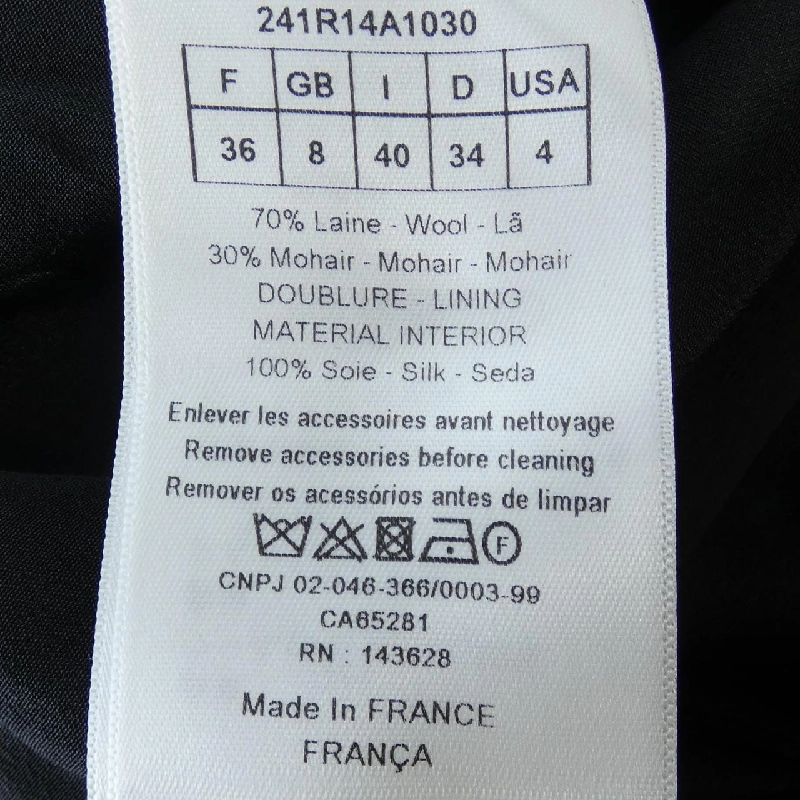 241R14A1030
F GB I D USA
36 8 40 34 4
70% Laine - Wool - Lã
30% Mohair - Mohair - Mohair
DOUBLURE - LINING
MATERIAL INTERIOR
100% Soie - Silk - Seda
Enlever les accessoires avant nettoyage
Remove accessories before cleaning
Remover os acessórios antes de limpar
F
CNPJ 02-046-366/0003-99
CA65281
RN : 143628
Made In FRANCE
FRANÇA